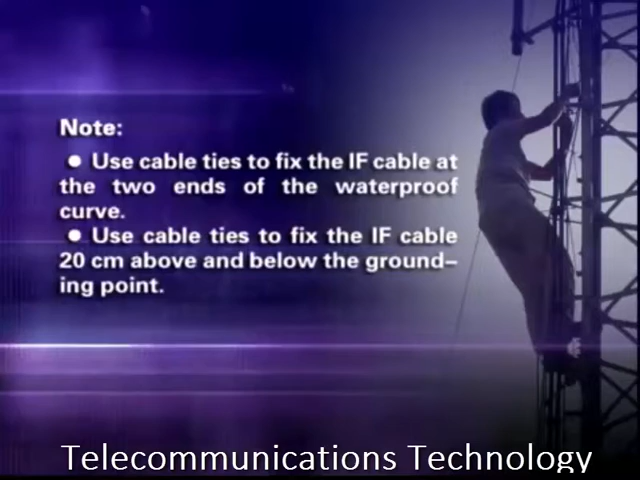 Note:
● Use cable ties to fix the IF cable at
the two ends of the waterproof
curve.
● Use cable ties to fix the IF cable
20 cm above and below the ground–
ing point.
Telecommunications Technology